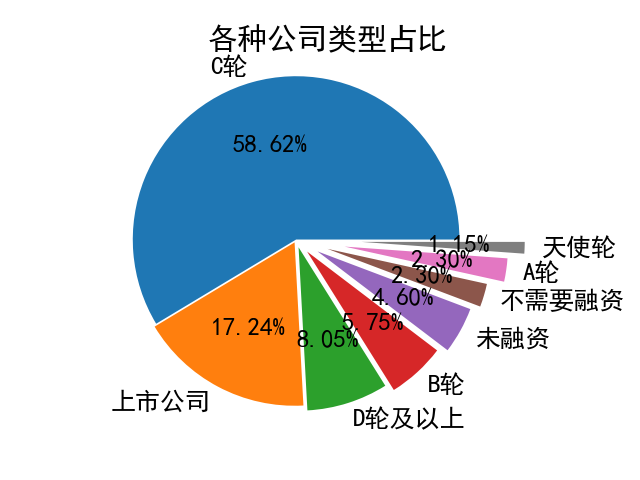 各种公司类型占比
C轮
58.62%
1.15%
天使轮
2.30%
A轮
2.30%
不需要融资
4.60%
未融资
5.75%
B轮
8.05%
D轮及以上
17.24%
上市公司